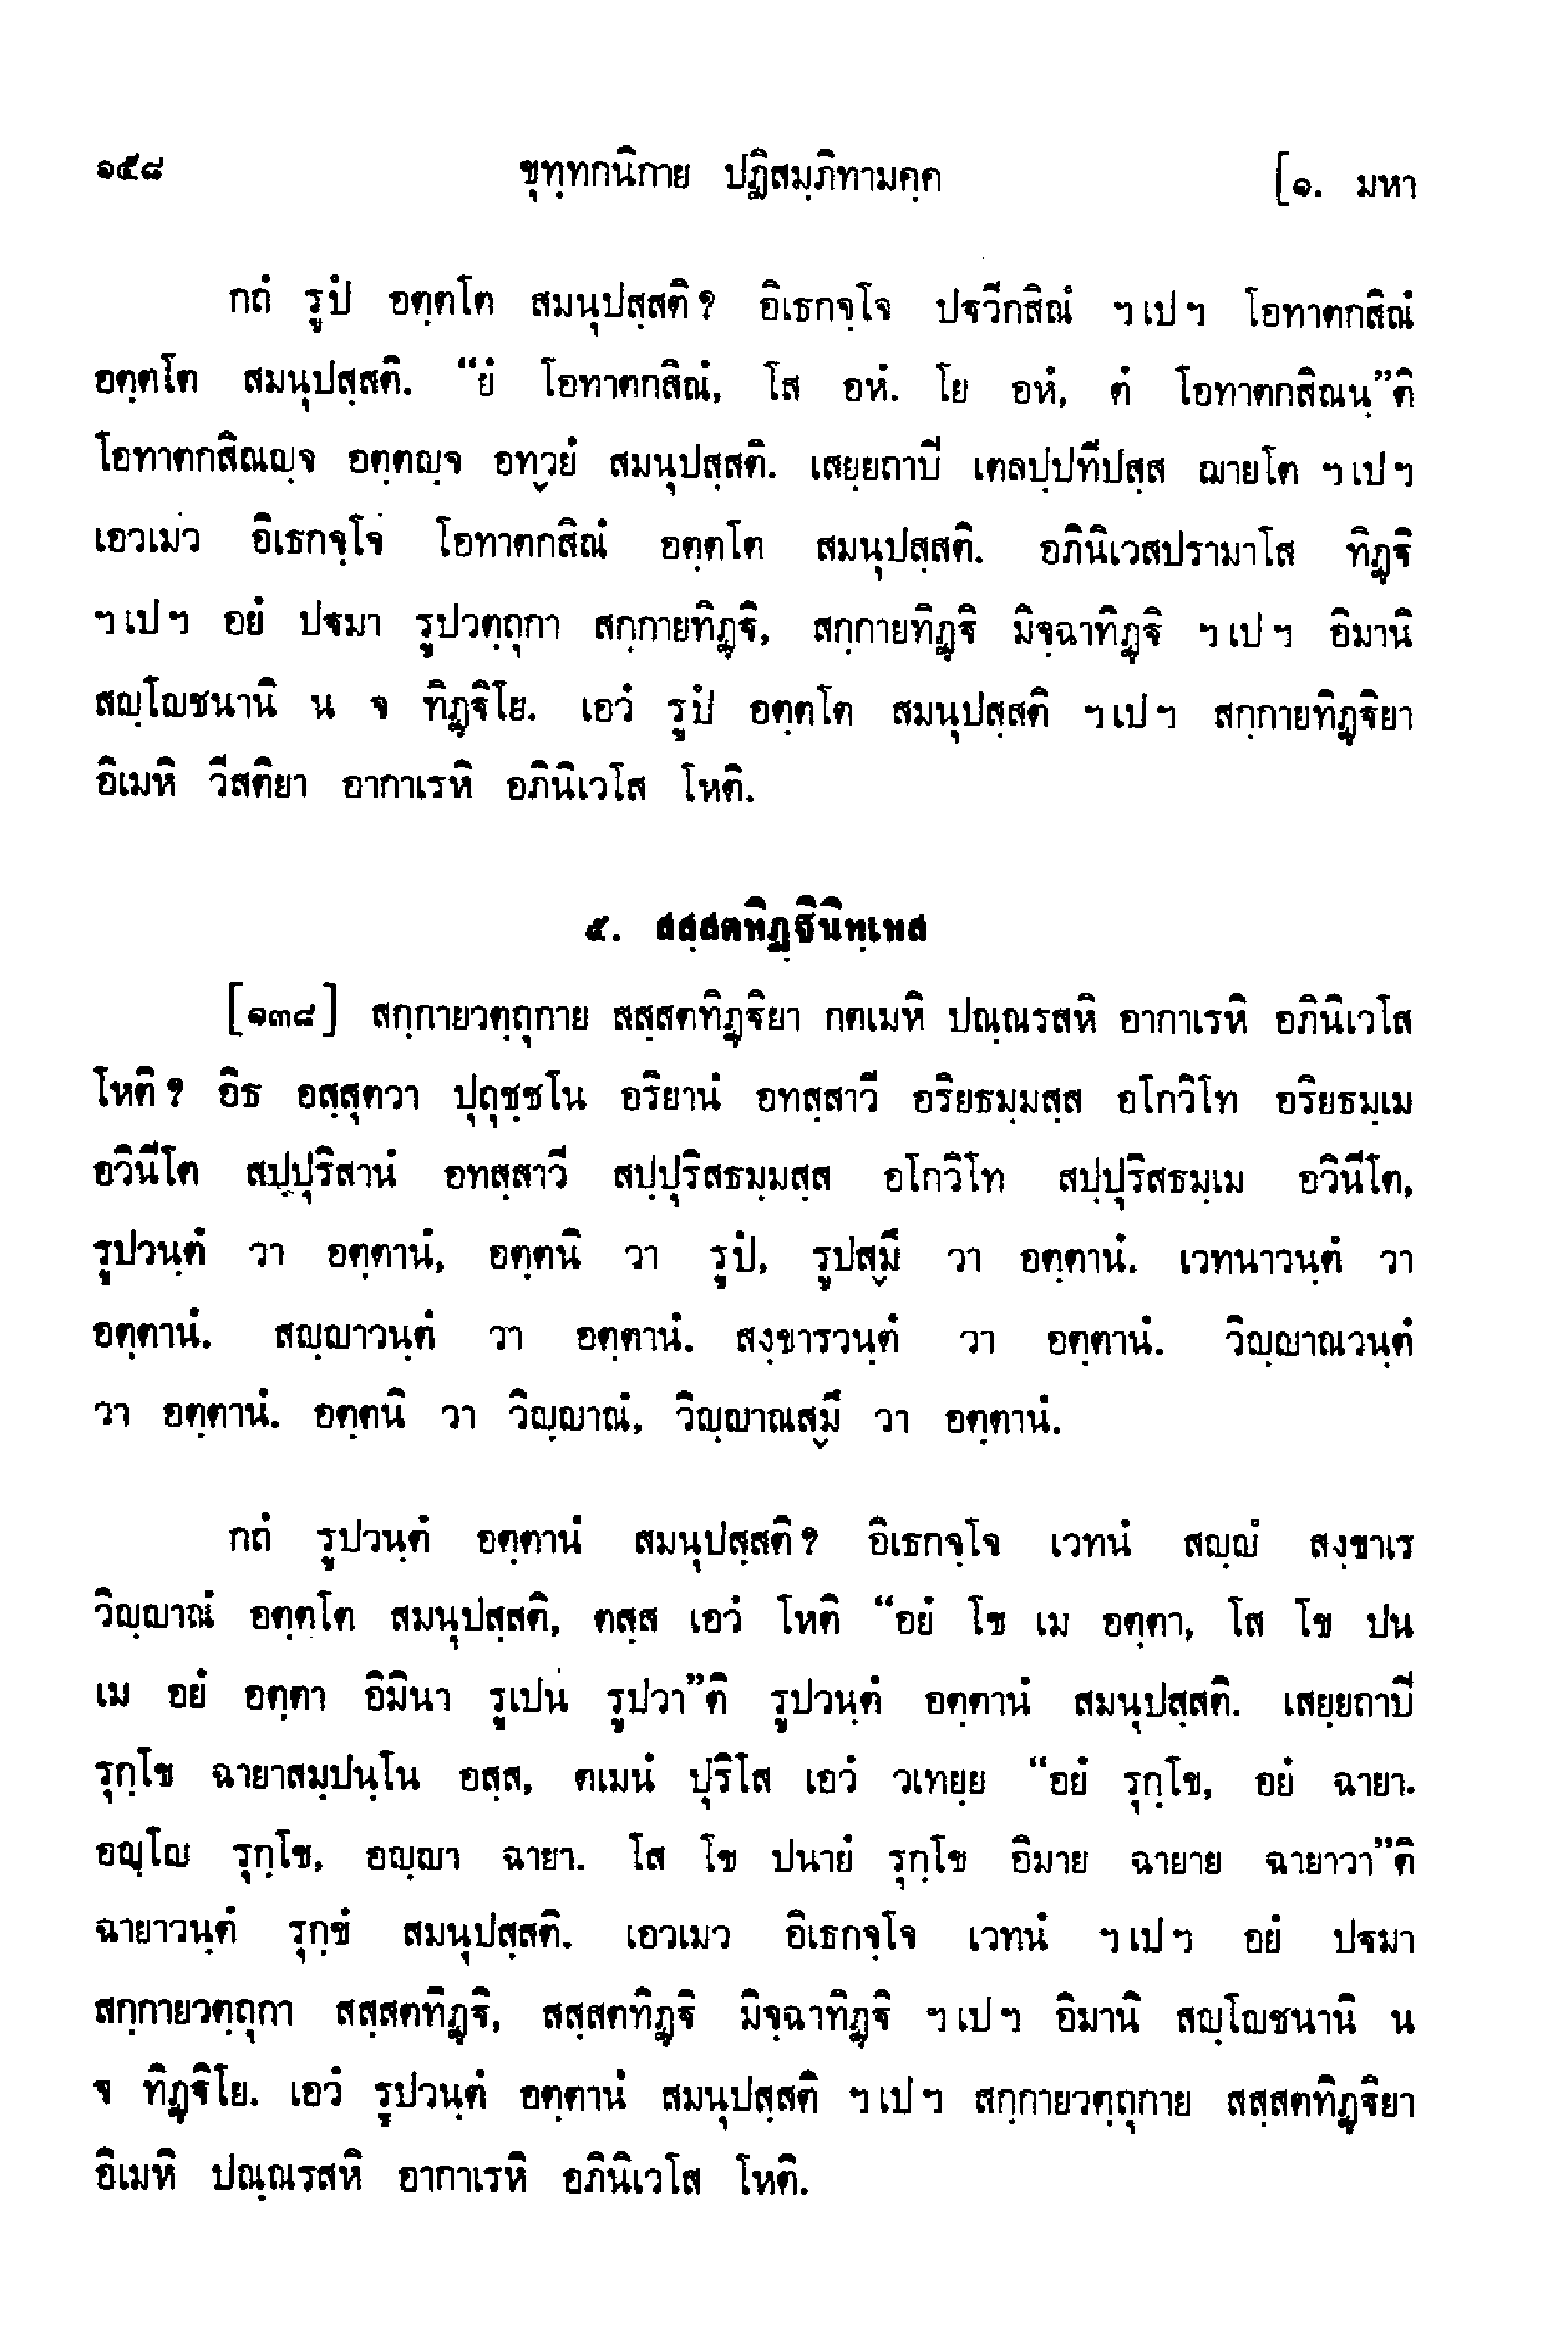 ๑๕๘ ขุทฺทกนิกาย ปฏิสมฺภิทามคฺค [๑. มหา
กถํ รูปํ อตฺตโต สมนุปสฺสติ? อิเธกจฺโจ ปฐวีกสิณํ ฯเปฯ โอทาตกสิณํ
อตฺตโต สมนุปสฺสติ. “ยํ โอทาตกสิณํ, โส อหํ. โย อหํ, ตํ โอทาตกสิณนฺ”ติ
โอทาตกสิณญฺจ อตฺตญฺจ อทฺวยํ สมนุปสฺสติ. เสยฺยถาปิ เตลปฺปทีปสฺส ฌายโต ฯเปฯ
เอวเมว อิเธกจฺโจ โอทาตกสิณํ อตฺตโต สมนุปสฺสติ. อภินิเวสปรามาโส ทิฏฺฐิ
ฯเปฯ อยํ ปฐมา รูปวตฺถุกา สกฺกายทิฏฺฐิ, สกฺกายทิฏฺฐิ มิจฺฉาทิฏฺฐิ ฯเปฯ อิมานิ
สญฺโญชนานิ น จ ทิฏฺฐิโย. เอวํ รูปํ อตฺตโต สมนุปสฺสติ ฯเปฯ สกฺกายทิฏฺฐิยา
อิเมหิ วีสติยา อากาเรหิ อภินิเวโส โหติ.
๕. สสฺสตทิฏฺฐินิทฺเทส
[๑๓๘] สกฺกายวตฺถุกาย สสฺสตทิฏฺฐิยา กตเมหิ ปณฺณรสหิ อากาเรหิ อภินิเวโส
โหติ? อิธ อสฺสุตวา ปุถุชฺชโน อริยานํ อทสฺสาวี อริยธมฺมสฺส อโกวิโท อริยธมฺเม
อวินีโต สปฺปุริสานํ อทสฺสาวี สปฺปุริสธมฺมสฺส อโกวิโท สปฺปุริสธมฺเม อวินีโต,
รูปวนฺตํ วา อตฺตานํ, อตฺตนิ วา รูปํ, รูปสฺมึ วา อตฺตานํ. เวทนาวนฺตํ วา
อตฺตานํ. สญฺญาวนฺตํ วา อตฺตานํ. สงฺขารวนฺตํ วา อตฺตานํ. วิญฺญาณวนฺตํ
วา อตฺตานํ. อตฺตนิ วา วิญฺญาณํ, วิญฺญาณสฺมึ วา อตฺตานํ.
กถํ รูปวนฺตํ อตฺตานํ สมนุปสฺสติ? อิเธกจฺโจ เวทนํ สญฺญํ สงฺขาเร
วิญฺญาณํ อตฺตโต สมนุปสฺสติ, ตสฺส เอวํ โหติ “อยํ โข เม อตฺตา, โส โข ปน
เม อยํ อตฺตา อิมินา รูเปน รูปวา”ติ รูปวนฺตํ อตฺตานํ สมนุปสฺสติ. เสยฺยถาปิ
รุกฺโข ฉายาสมฺปนฺโน อสฺส, ตเมนํ ปุริโส เอวํ วเทยฺย “อยํ รุกฺโข, อยํ ฉายา.
อญฺโญ รุกฺโข, อญฺญา ฉายา. โส โข ปนายํ รุกฺโข อิมาย ฉายาย ฉายาวา”ติ
ฉายาวนฺตํ รุกฺขํ สมนุปสฺสติ. เอวเมว อิเธกจฺโจ เวทนํ ฯเปฯ อยํ ปฐมา
สกฺกายวตฺถุกา สสฺสตทิฏฺฐิ, สสฺสตทิฏฺฐิ มิจฺฉาทิฏฺฐิ ฯเปฯ อิมานิ สญฺโญชนานิ น
จ ทิฏฺฐิโย. เอวํ รูปวนฺตํ อตฺตานํ สมนุปสฺสติ ฯเปฯ สกฺกายวตฺถุกาย สสฺสตทิฏฺฐิยา
อิเมหิ ปณฺณรสหิ อากาเรหิ อภินิเวโส โหติ.